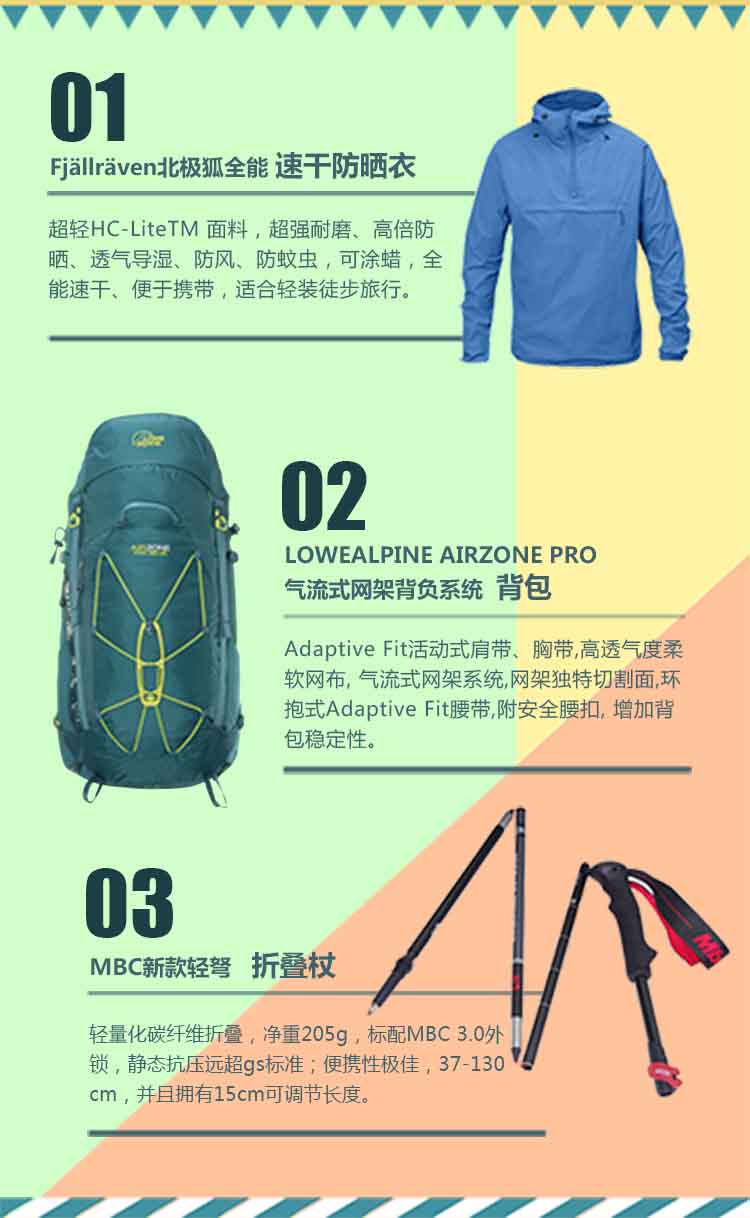 01
Fjällräven北极狐全能 速干防晒衣
超轻HC-LiteTM 面料，超强耐磨、高倍防
晒、透气导湿、防风、防蚊虫，可涂蜡，全
能速干、便于携带，适合轻装徒步旅行。
02
LOWEALPINE AIRZONE PRO
气流式网架背负系统 背包
AIRZONE
Adaptive Fit活动式肩带、胸带,高透气度柔
软网布, 气流式网架系统,网架独特切割面,环
抱式Adaptive Fit腰带,附安全腰扣, 增加背
包稳定性。
03
MBC新款轻弩 折叠杖
轻量化碳纤维折叠，净重205g，标配MBC 3.0外
锁，静态抗压远超gs标准；便携性极佳，37-130
cm，并且拥有15cm可调节长度。